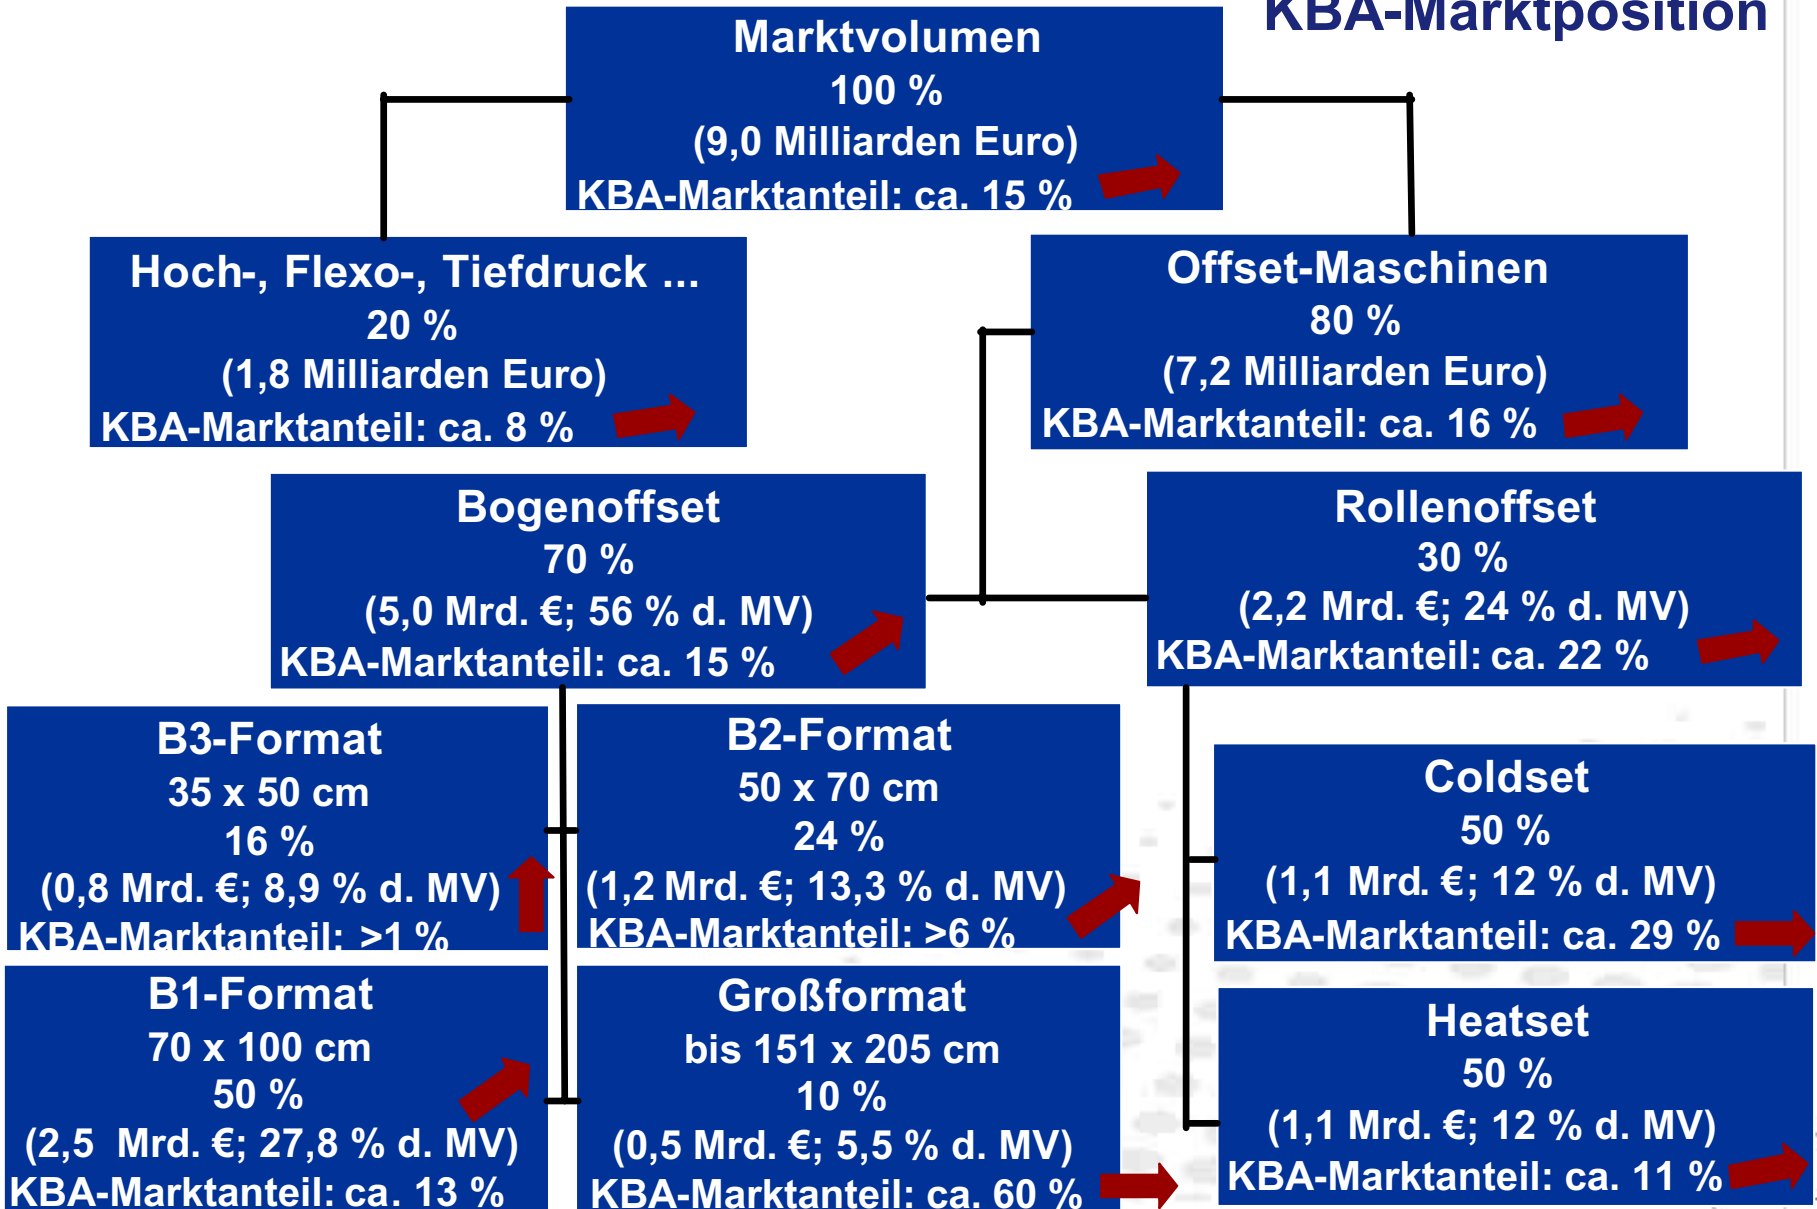 KBA-Marktposition
Marktvolumen
100 %
(9,0 Milliarden Euro)
KBA-Marktanteil: ca. 15 %
Hoch-, Flexo-, Tiefdruck ...
20 %
(1,8 Milliarden Euro)
KBA-Marktanteil: ca. 8 %
Offset-Maschinen
80 %
(7,2 Milliarden Euro)
KBA-Marktanteil: ca. 16 %
Bogenoffset
70 %
(5,0 Mrd. €; 56 % d. MV)
KBA-Marktanteil: ca. 15 %
Rollenoffset
30 %
(2,2 Mrd. €; 24 % d. MV)
KBA-Marktanteil: ca. 22 %
B3-Format
35 x 50 cm
16 %
(0,8 Mrd. €; 8,9 % d. MV)
KBA-Marktanteil: >1 %
B2-Format
50 x 70 cm
24 %
(1,2 Mrd. €; 13,3 % d. MV)
KBA-Marktanteil: >6 %
Coldset
50 %
(1,1 Mrd. €; 12 % d. MV)
KBA-Marktanteil: ca. 29 %
B1-Format
70 x 100 cm
50 %
(2,5 Mrd. €; 27,8 % d. MV)
KBA-Marktanteil: ca. 13 %
Großformat
bis 151 x 205 cm
10 %
(0,5 Mrd. €; 5,5 % d. MV)
KBA-Marktanteil: ca. 60 %
Heatset
50 %
(1,1 Mrd. €; 12 % d. MV)
KBA-Marktanteil: ca. 11 %